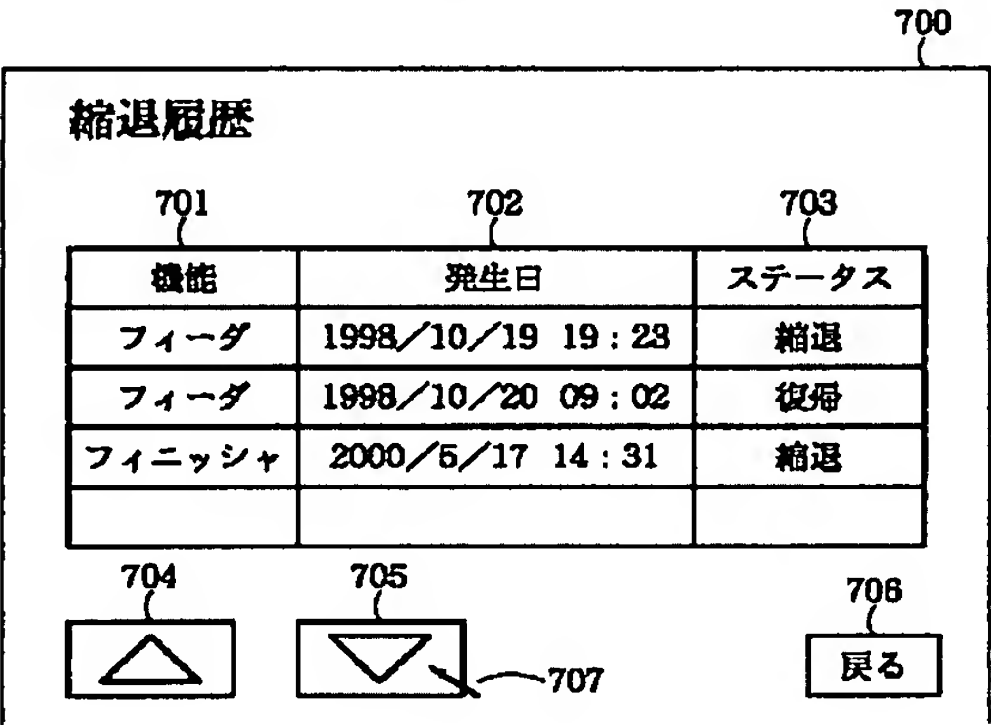 700
縮退履歴
701 702 703
機能 発生日 ステータス
フィーダ 1998/10/19 19:23 縮退
フィーダ 1998/10/20 09:02 復帰
フィニッシャ 2000/5/17 14:31 縮退
704 705 706
戻る
707